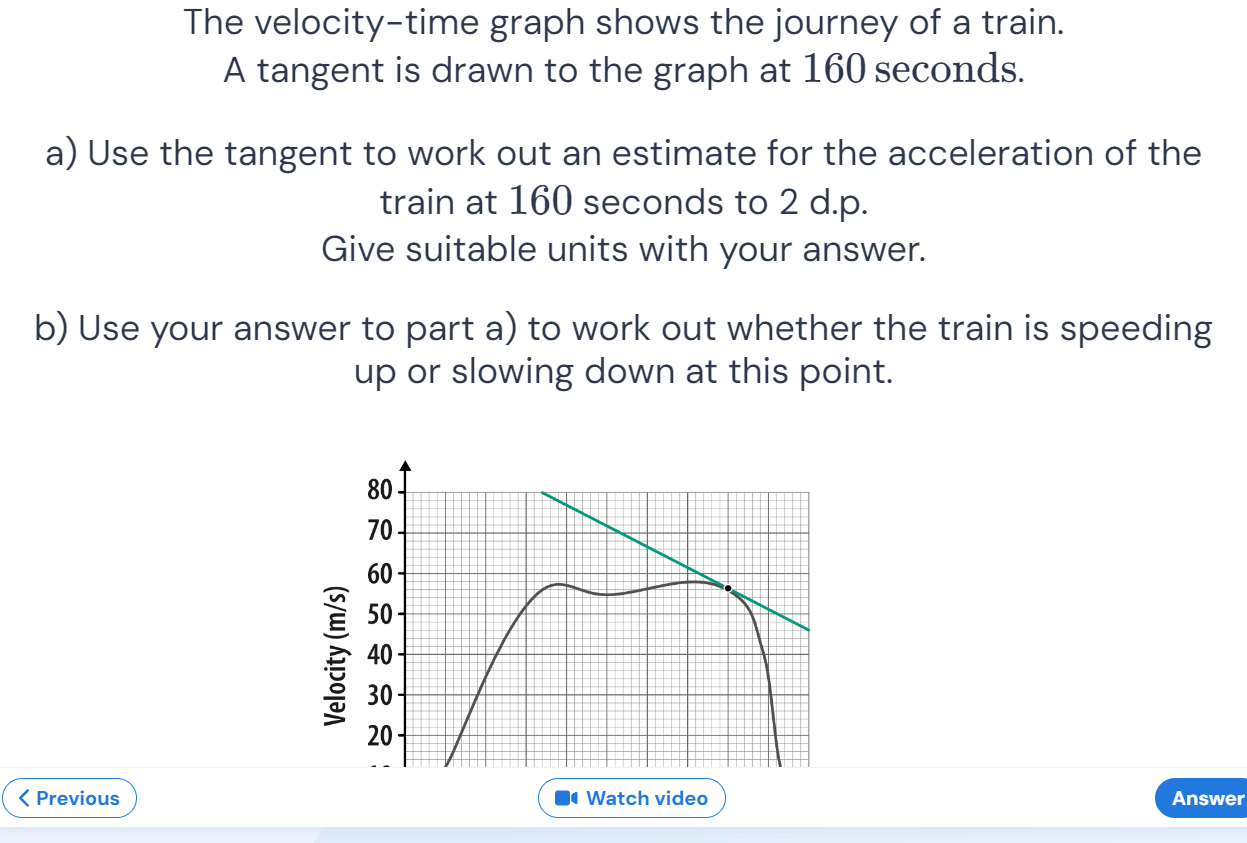 The velocity-time graph shows the journey of a train.
A tangent is drawn to the graph at 160 seconds.
a) Use the tangent to work out an estimate for the acceleration of the
train at 160 seconds to 2 d.p.
Give suitable units with your answer.
b) Use your answer to part a) to work out whether the train is speeding
up or slowing down at this point.
80
70
60
50
40
30
20
Velocity (m/s)
Previous
Watch video
Answer